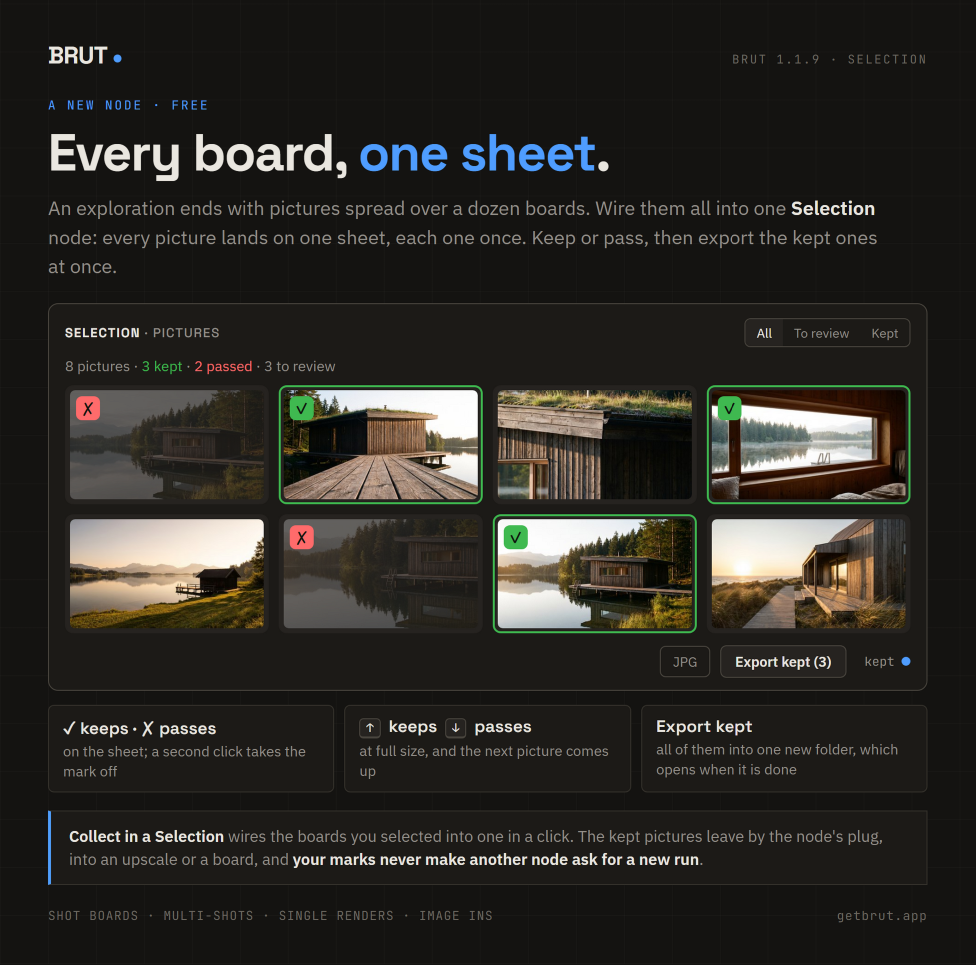 BRUT
BRUT 1.1.9 · SELECTION
A NEW NODE · FREE
Every board, one sheet.
An exploration ends with pictures spread over a dozen boards. Wire them all into one Selection
node: every picture lands on one sheet, each one once. Keep or pass, then export the kept ones
at once.
SELECTION · PICTURES
All To review Kept
8 pictures · 3 kept · 2 passed · 3 to review
✗ ✓ ✓
✗ ✓
JPG Export kept (3) kept
✓ keeps · ✗ passes
on the sheet; a second click takes the
mark off
↑ keeps ↓ passes
at full size, and the next picture comes
up
Export kept
all of them into one new folder, which
opens when it is done
Collect in a Selection wires the boards you selected into one in a click. The kept pictures leave by the node's plug,
into an upscale or a board, and your marks never make another node ask for a new run.
SHOT BOARDS · MULTI-SHOTS · SINGLE RENDERS · IMAGE INS
getbrut.app